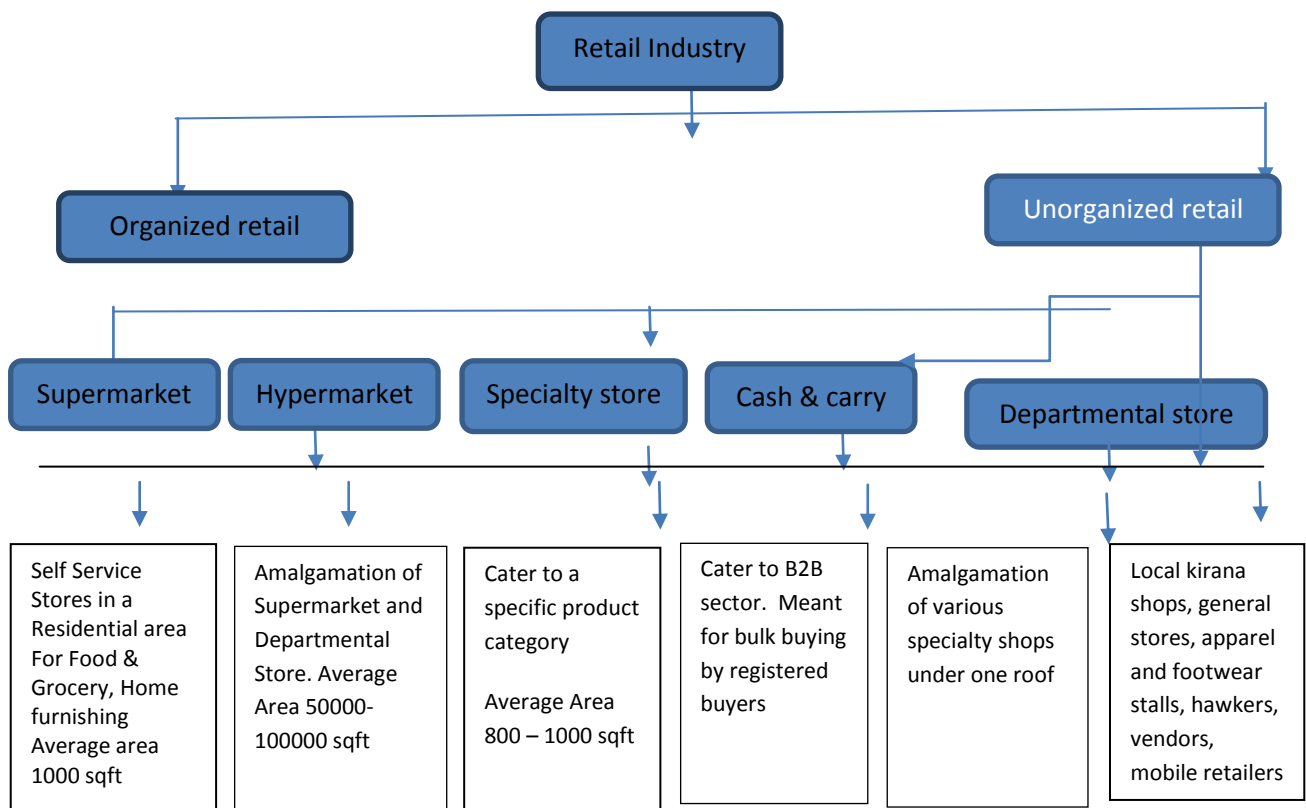 Retail Industry
Organized retail
Unorganized retail
Supermarket
Hypermarket
Specialty store
Cash & carry
Departmental store
Self Service
Stores in a
Residential area
For Food &
Grocery, Home
furnishing
Average area
1000 sqft
Amalgamation of
Supermarket and
Departmental
Store. Average
Area 50000-
100000 sqft
Cater to a
specific product
category
Average Area
800 – 1000 sqft
Cater to B2B
sector. Meant
for bulk buying
by registered
buyers
Amalgamation
of various
specialty shops
under one roof
Local kirana
shops, general
stores, apparel
and footwear
stalls, hawkers,
vendors,
mobile retailers